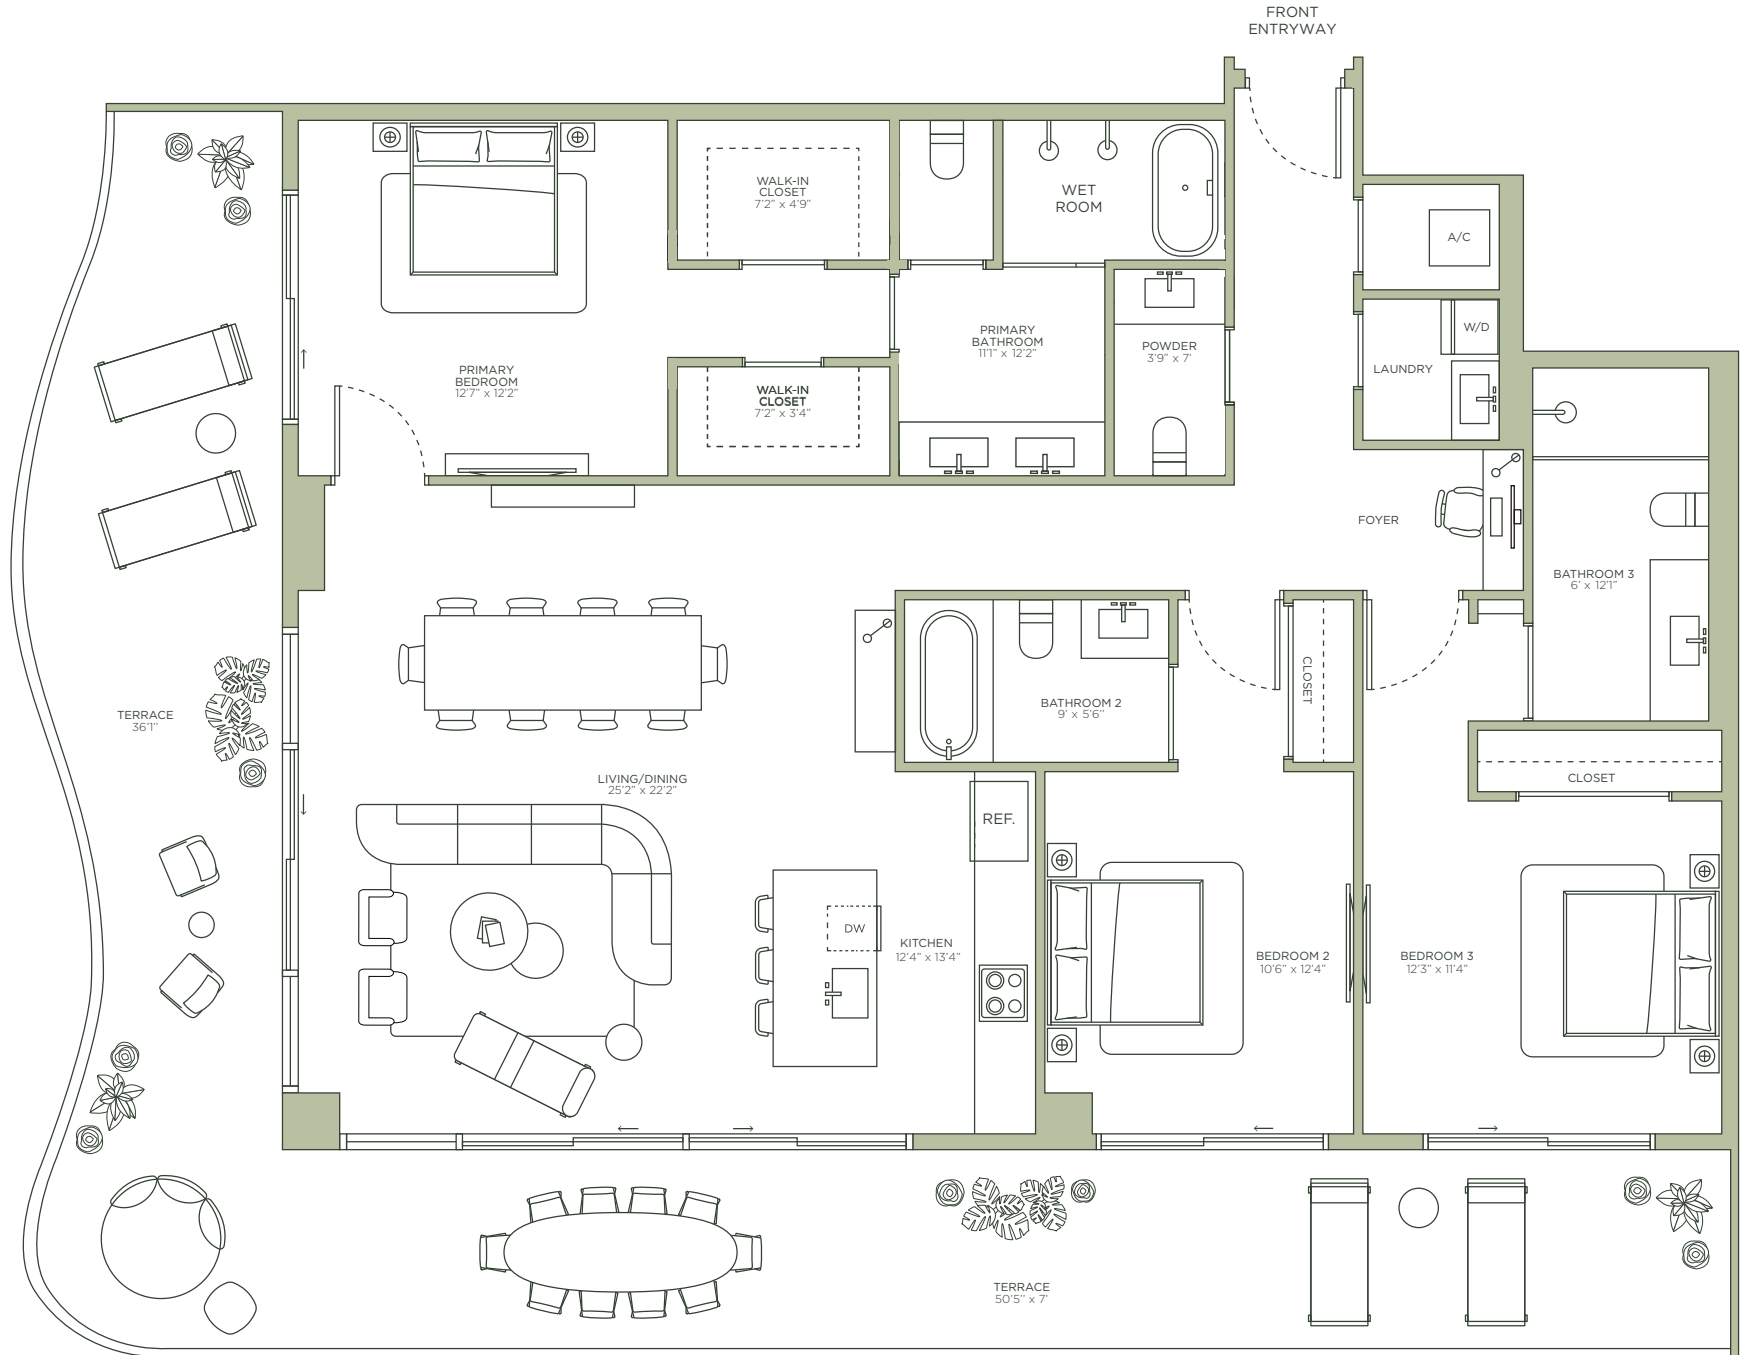 FRONT
ENTRYWAY
WALK-IN
CLOSET
7'2" x 4'9"
WET
ROOM
A/C
PRIMARY
BEDROOM
12'7" x 12'2"
WALK-IN
CLOSET
7'2" x 3'4"
PRIMARY
BATHROOM
11'1" x 12'2"
POWDER
3'9" x 7'
W/D
LAUNDRY
FOYER
BATHROOM 3
6' x 12'1"
TERRACE
36'1"
LIVING/DINING
25'2" x 22'2"
BATHROOM 2
9' x 5'6"
CLOSET
CLOSET
REF.
DW
KITCHEN
12'4" x 13'4"
BEDROOM 2
10'6" x 12'4"
BEDROOM 3
12'3" x 11'4"
TERRACE
50'5" x 7'